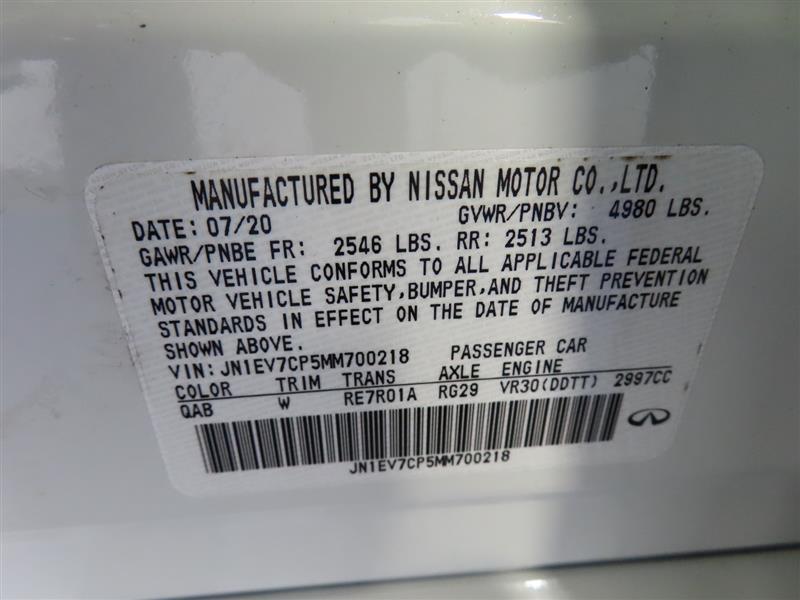 MANUFACTURED BY NISSAN MOTOR CO.,LTD.
DATE: 07/20 GVWR/PNBV: 4980 LBS.
GAWR/PNBE FR: 2546 LBS. RR: 2513 LBS.
THIS VEHICLE CONFORMS TO ALL APPLICABLE FEDERAL
MOTOR VEHICLE SAFETY,BUMPER,AND THEFT PREVENTION
STANDARDS IN EFFECT ON THE DATE OF MANUFACTURE
SHOWN ABOVE.
VIN: JN1EV7CP5MM700218 PASSENGER CAR
COLOR TRIM TRANS AXLE ENGINE
QAB W RE7R01A RG29 VR30(DDTT) 2997CC
JN1EV7CP5MM700218